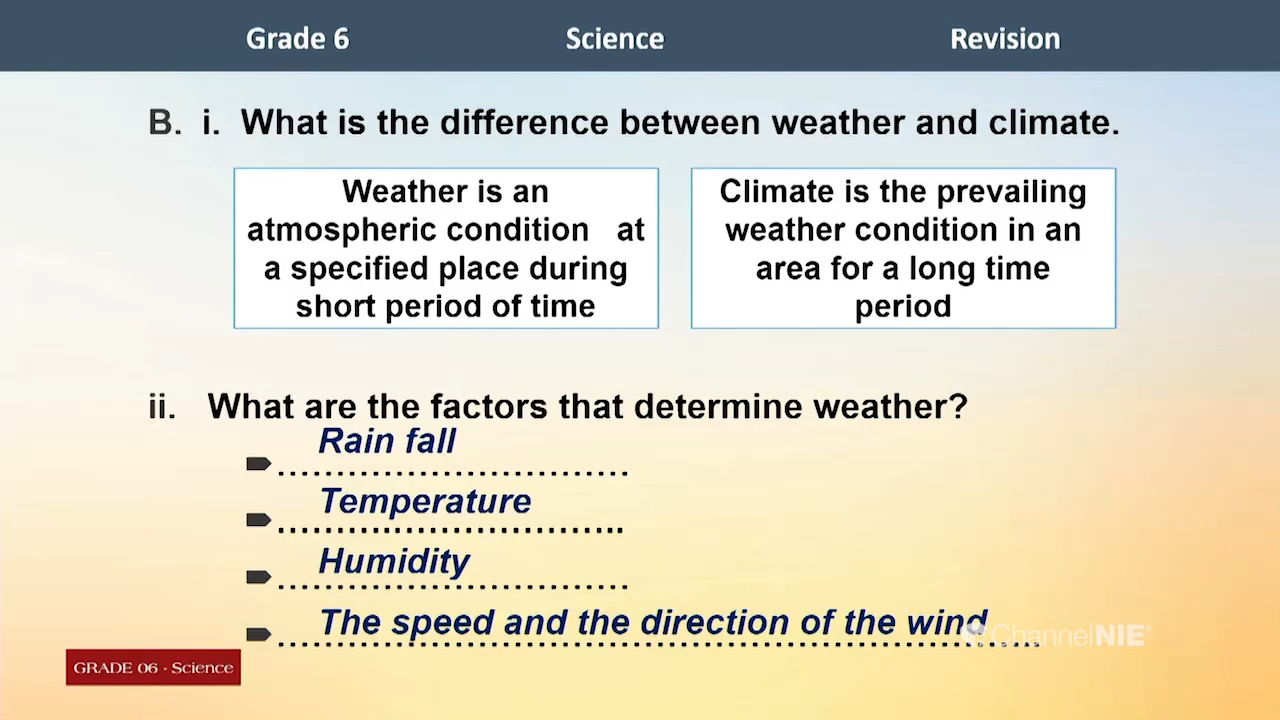 Grade 6 Science Revision
B. i. What is the difference between weather and climate.
Weather is an
atmospheric condition at
a specified place during
short period of time
Climate is the prevailing
weather condition in an
area for a long time
period
ii. What are the factors that determine weather?
Rain fall
Temperature
Humidity
The speed and the direction of the wind
ChannelNIE
GRADE 06 · Science